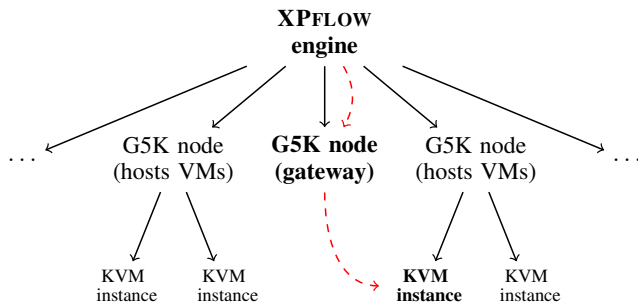 XPFLOW
engine
. . .
G5K node
(hosts VMs)
G5K node
(gateway)
G5K node
(hosts VMs)
. . .
KVM
instance
KVM
instance
KVM
instance
KVM
instance